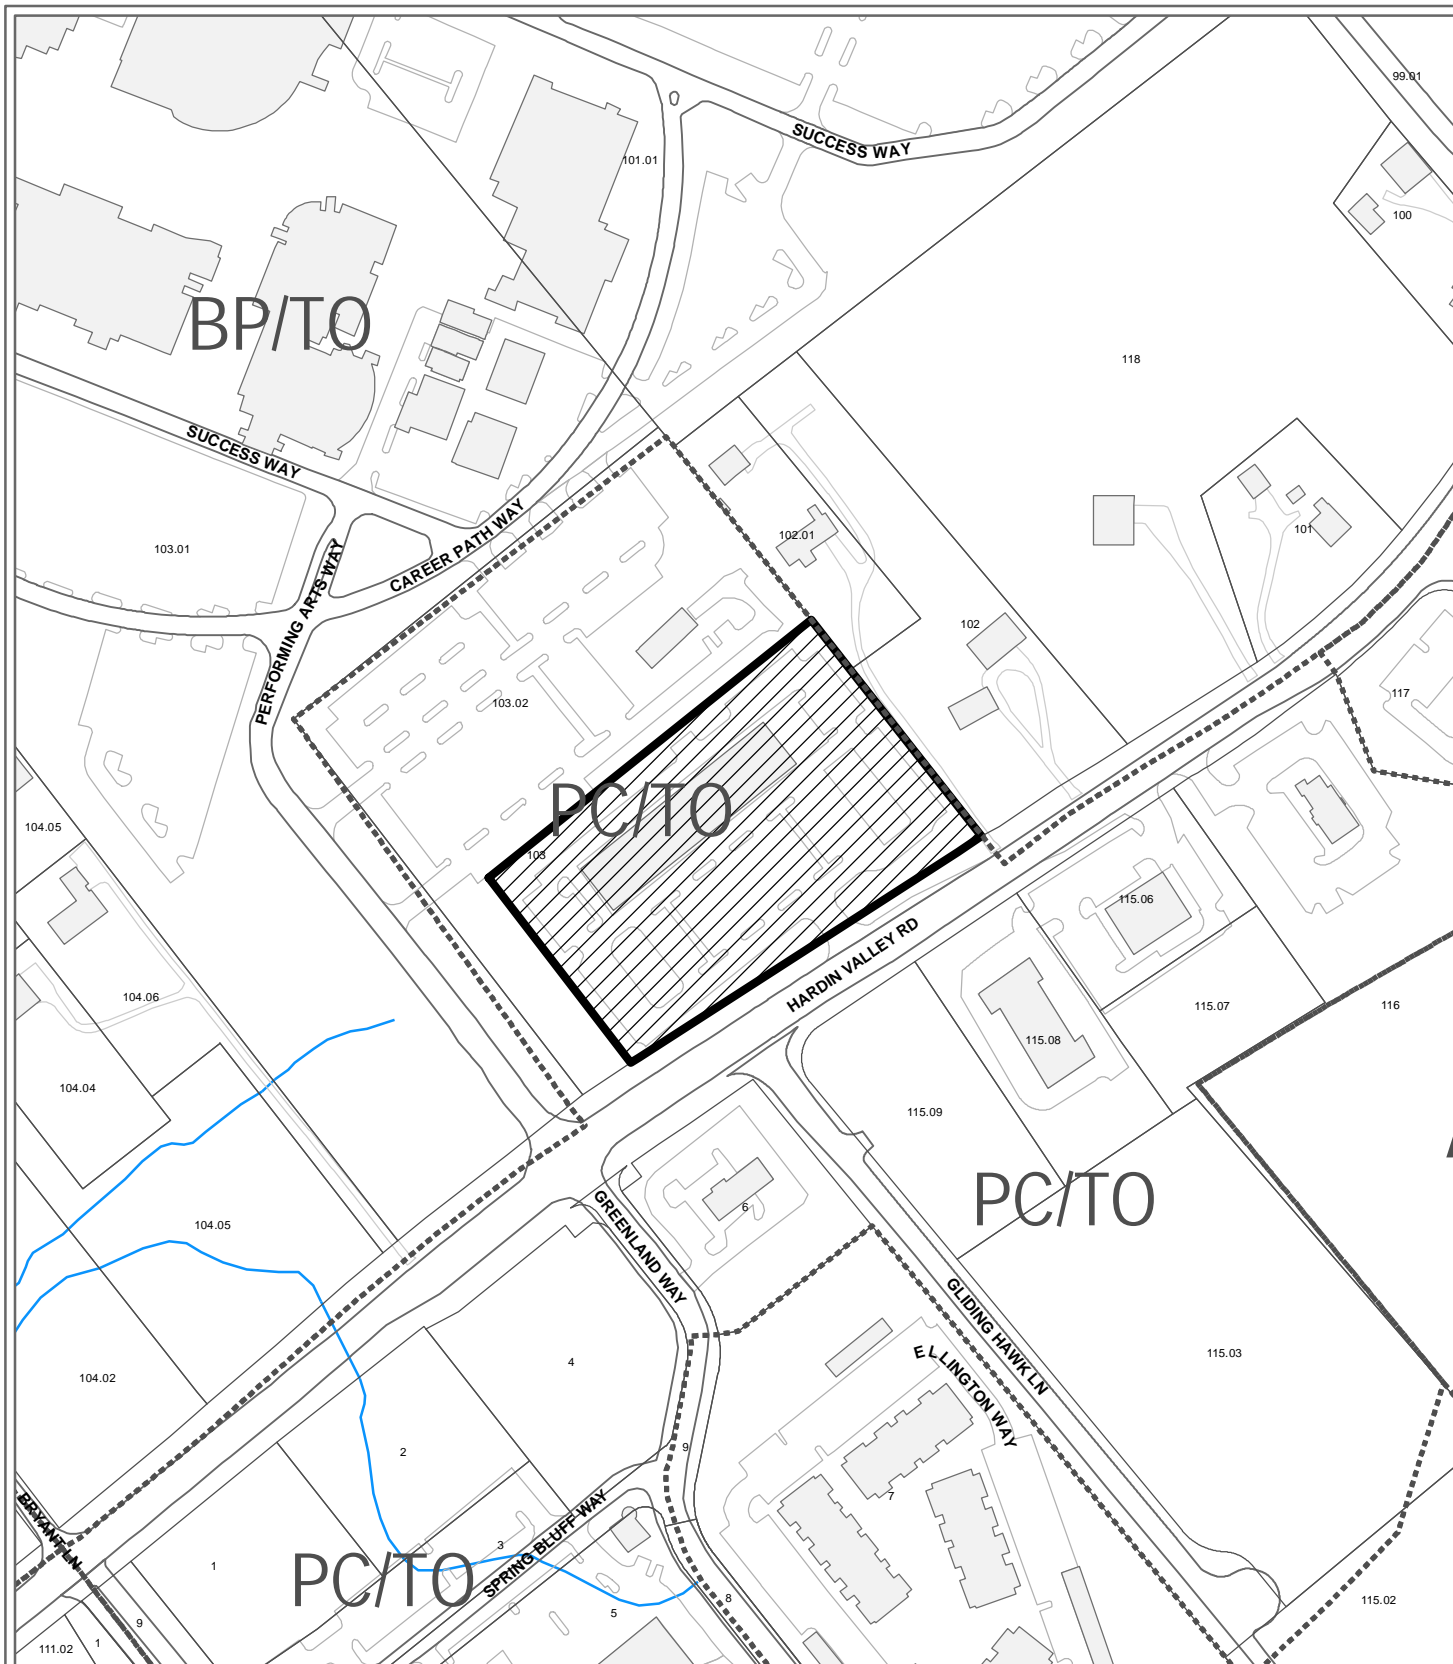 99.01
SUCCESS WAY
101.01
100
BP/TO
118
SUCCESS WAY
CAREER PATH WAY
103.01
102.01
101
PERFORMING ARTS WAY
102
117
103.02
PC/TO
104.05
103
115.06
HARDIN VALLEY RD
104.06
115.07
116
115.08
104.04
115.09
PC/TO
6
GREENLAND WAY
104.05
GLIDING HAWK LN
ELLINGTON WAY
115.03
4
104.02
2
9
7
BRYANT LN
SPRING BLUFF WAY
3
1
PC/TO
8
115.02
5
9
1
111.02